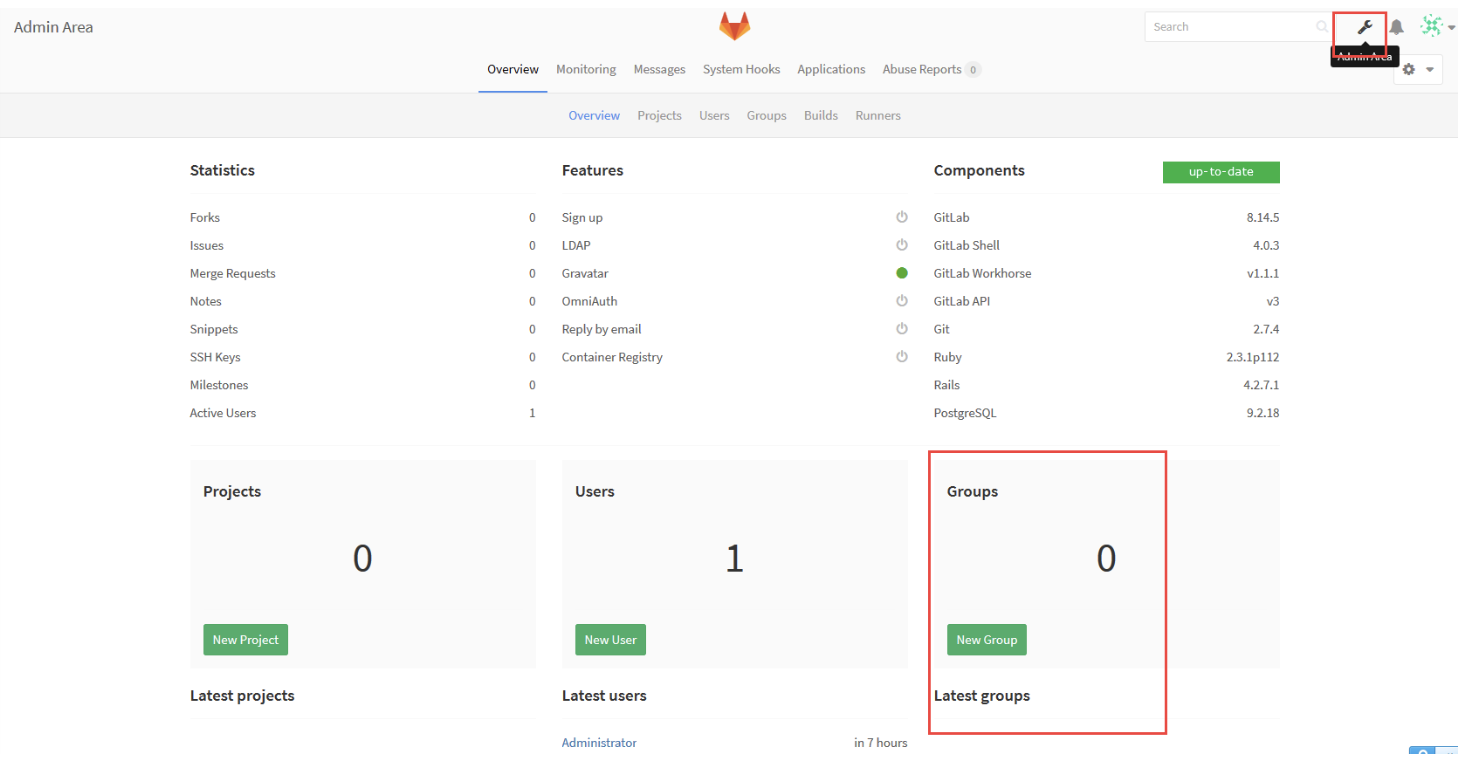 Admin Area
Search
Admin Area
Overview Monitoring Messages System Hooks Applications Abuse Reports 0
Overview Projects Users Groups Builds Runners
Statistics
Forks 0
Issues 0
Merge Requests 0
Notes 0
Snippets 0
SSH Keys 0
Milestones 0
Active Users 1
Features
Sign up
LDAP
Gravatar
OmniAuth
Reply by email
Container Registry
Components up-to-date
GitLab 8.14.5
GitLab Shell 4.0.3
GitLab Workhorse v1.1.1
GitLab API v3
Git 2.7.4
Ruby 2.3.1p112
Rails 4.2.7.1
PostgreSQL 9.2.18
Projects
0
New Project
Users
1
New User
Groups
0
New Group
Latest projects
Latest users
Administrator in 7 hours
Latest groups